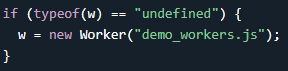 if (typeof(w) == "undefined") {
  w = new Worker("demo_workers.js");
}